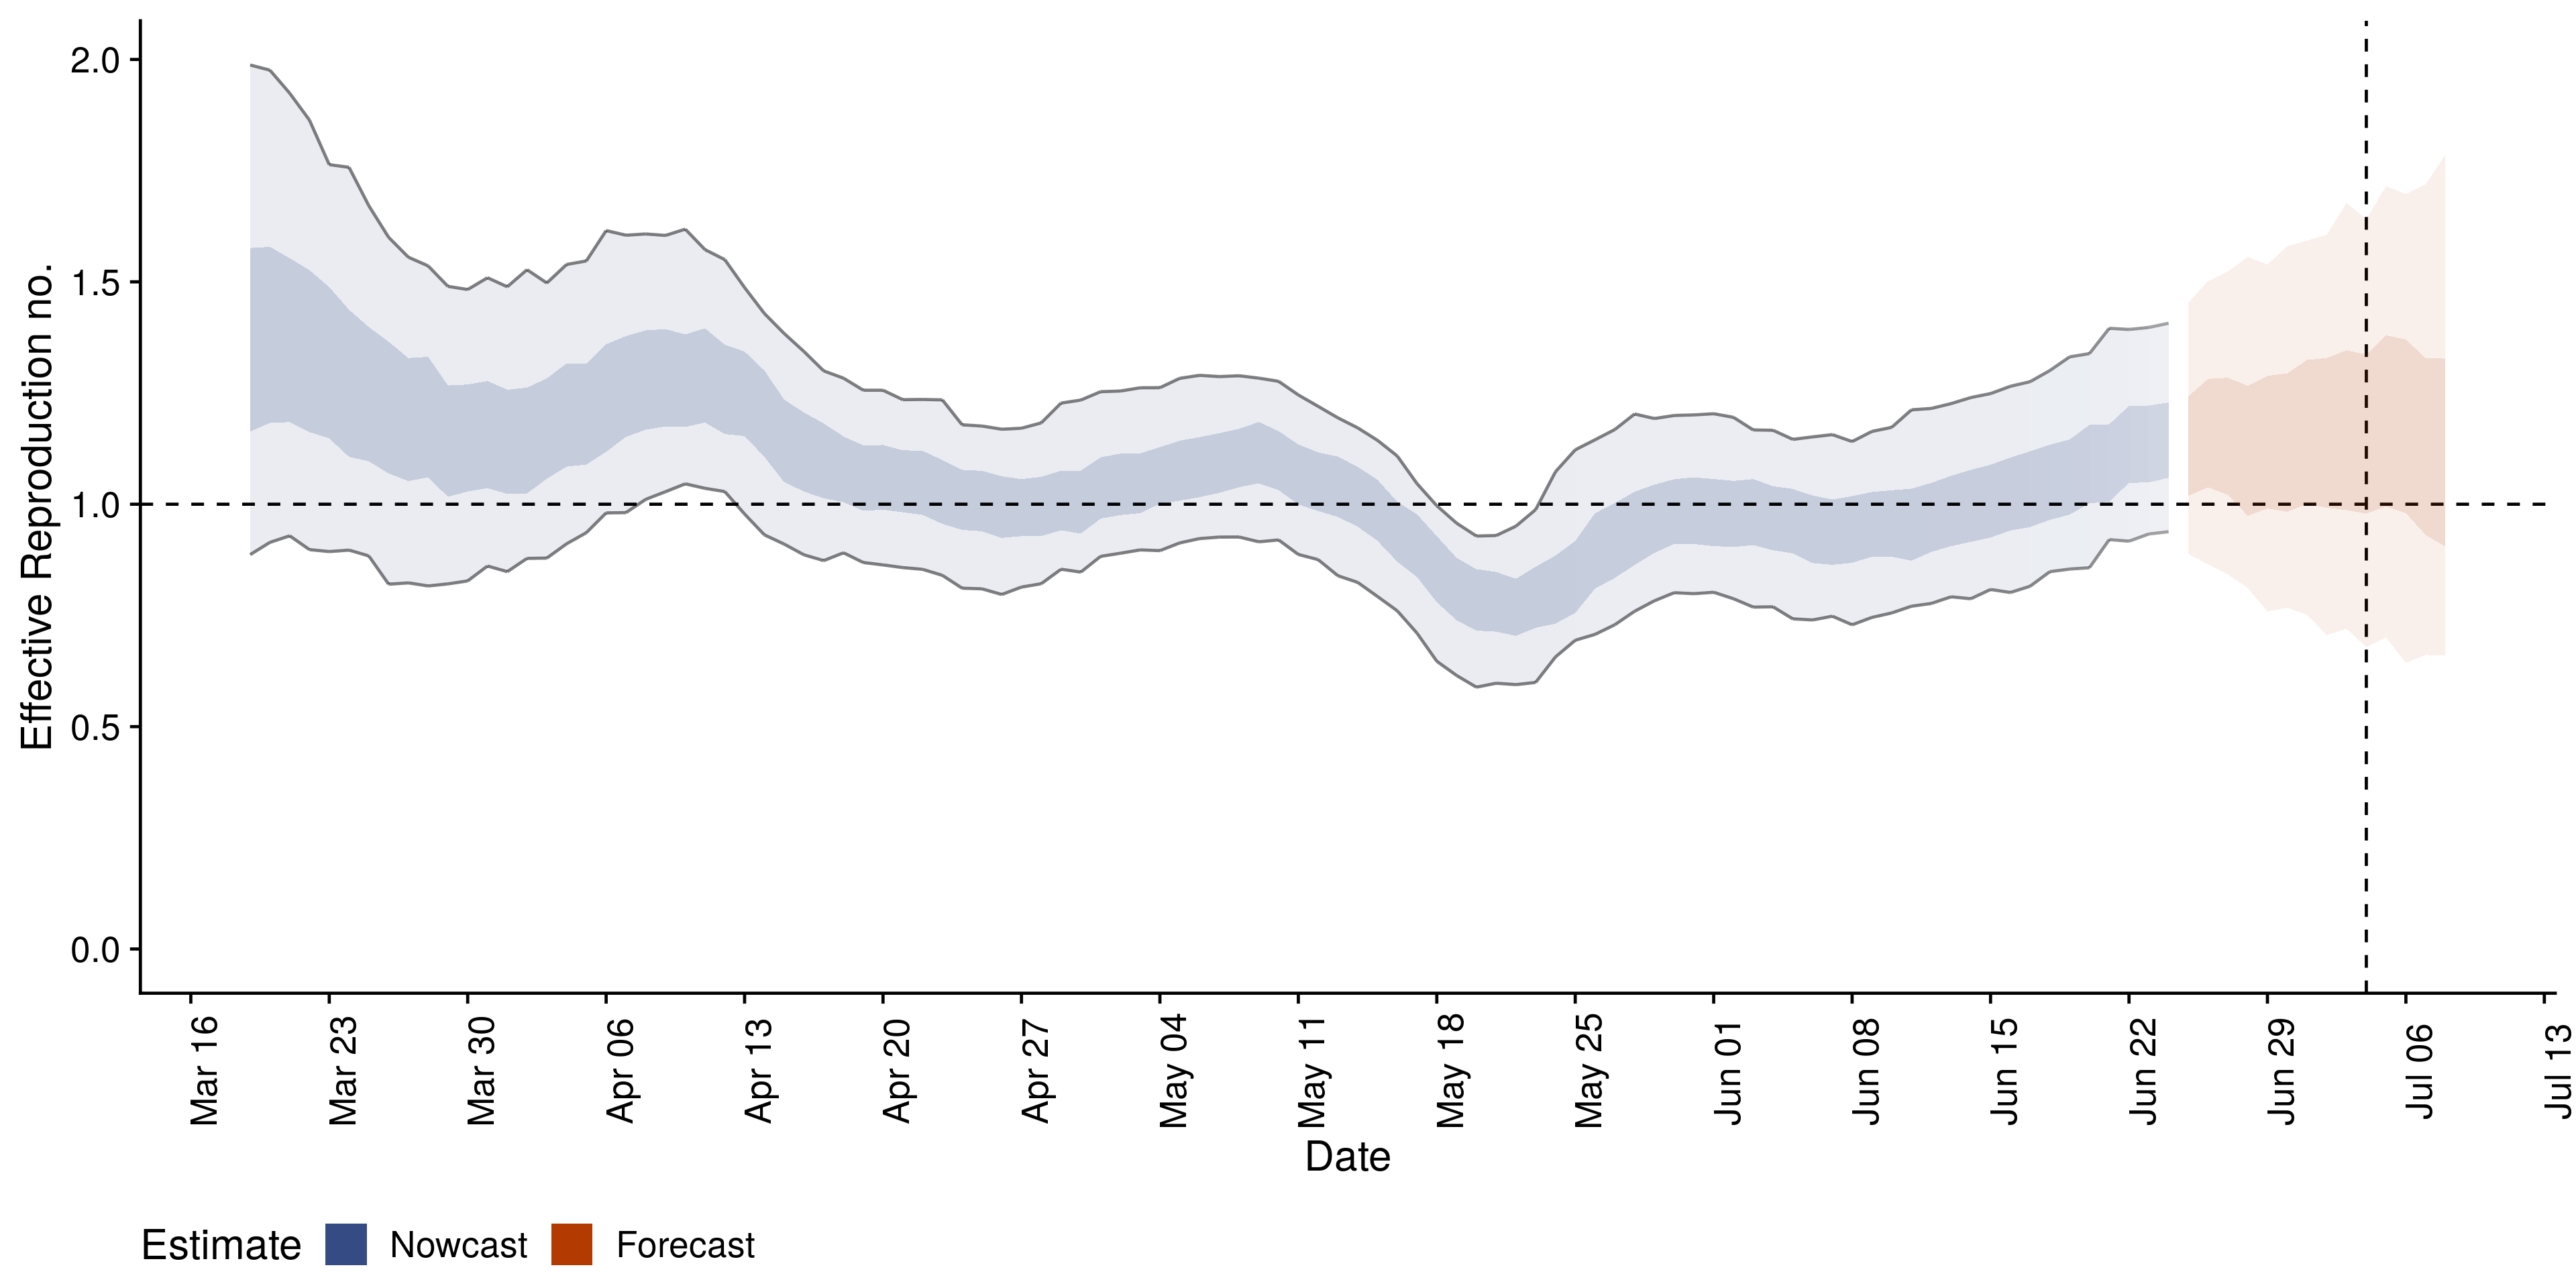 Effective Reproduction no.
2.0
1.5
1.0
0.5
0.0
Mar 16
Mar 23
Mar 30
Apr 06
Apr 13
Apr 20
Apr 27
May 04
May 11
May 18
May 25
Jun 01
Jun 08
Jun 15
Jun 22
Jun 29
Jul 06
Jul 13
Date
Estimate Nowcast Forecast